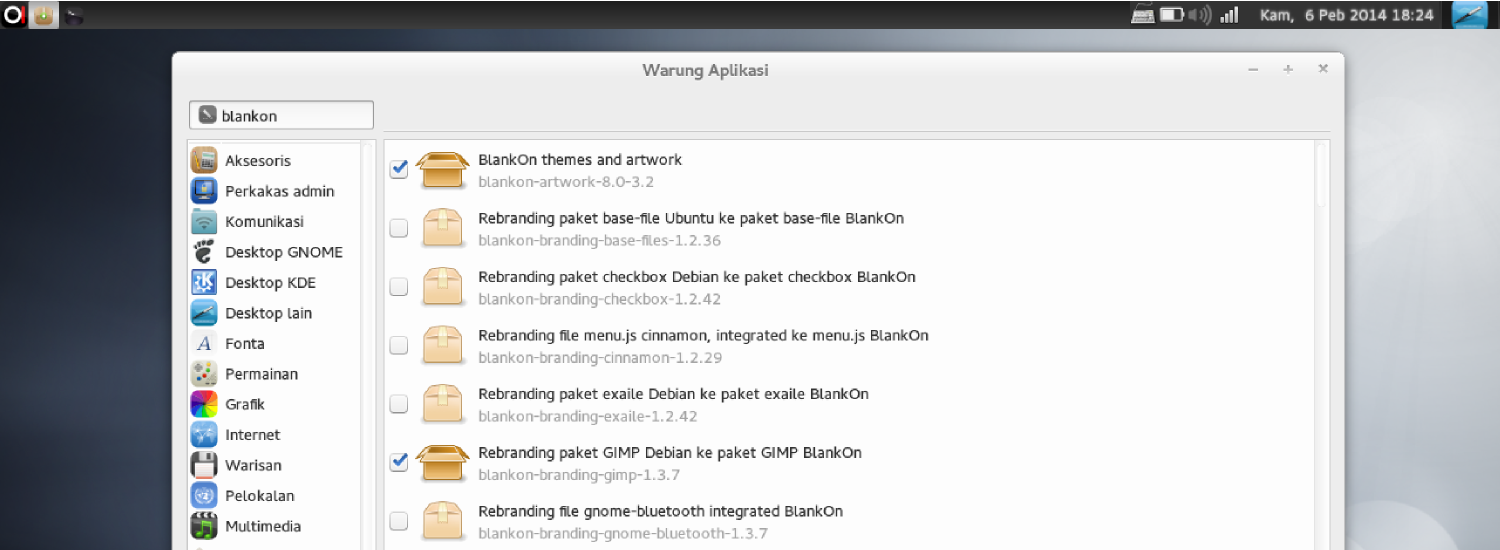 Kam, 6 Peb 2014 18:24
Warung Aplikasi
blankon
Aksesoris
Perkakas admin
Komunikasi
Desktop GNOME
Desktop KDE
Desktop lain
Fonta
Permainan
Grafik
Internet
Warisan
Pelokalan
Multimedia
BlankOn themes and artwork
blankon-artwork-8.0-3.2
Rebranding paket base-file Ubuntu ke paket base-file BlankOn
blankon-branding-base-files-1.2.36
Rebranding paket checkbox Debian ke paket checkbox BlankOn
blankon-branding-checkbox-1.2.42
Rebranding file menu.js cinnamon, integrated ke menu.js BlankOn
blankon-branding-cinnamon-1.2.29
Rebranding paket exaile Debian ke paket exaile BlankOn
blankon-branding-exaile-1.2.42
Rebranding paket GIMP Debian ke paket GIMP BlankOn
blankon-branding-gimp-1.3.7
Rebranding file gnome-bluetooth integrated BlankOn
blankon-branding-gnome-bluetooth-1.3.7